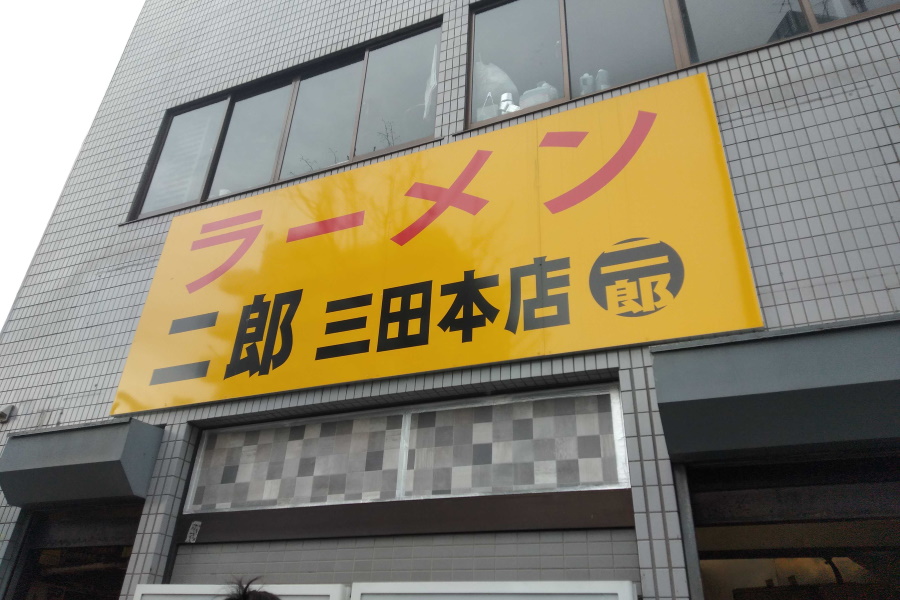 ラーメン
二郎 三田本店 二郎